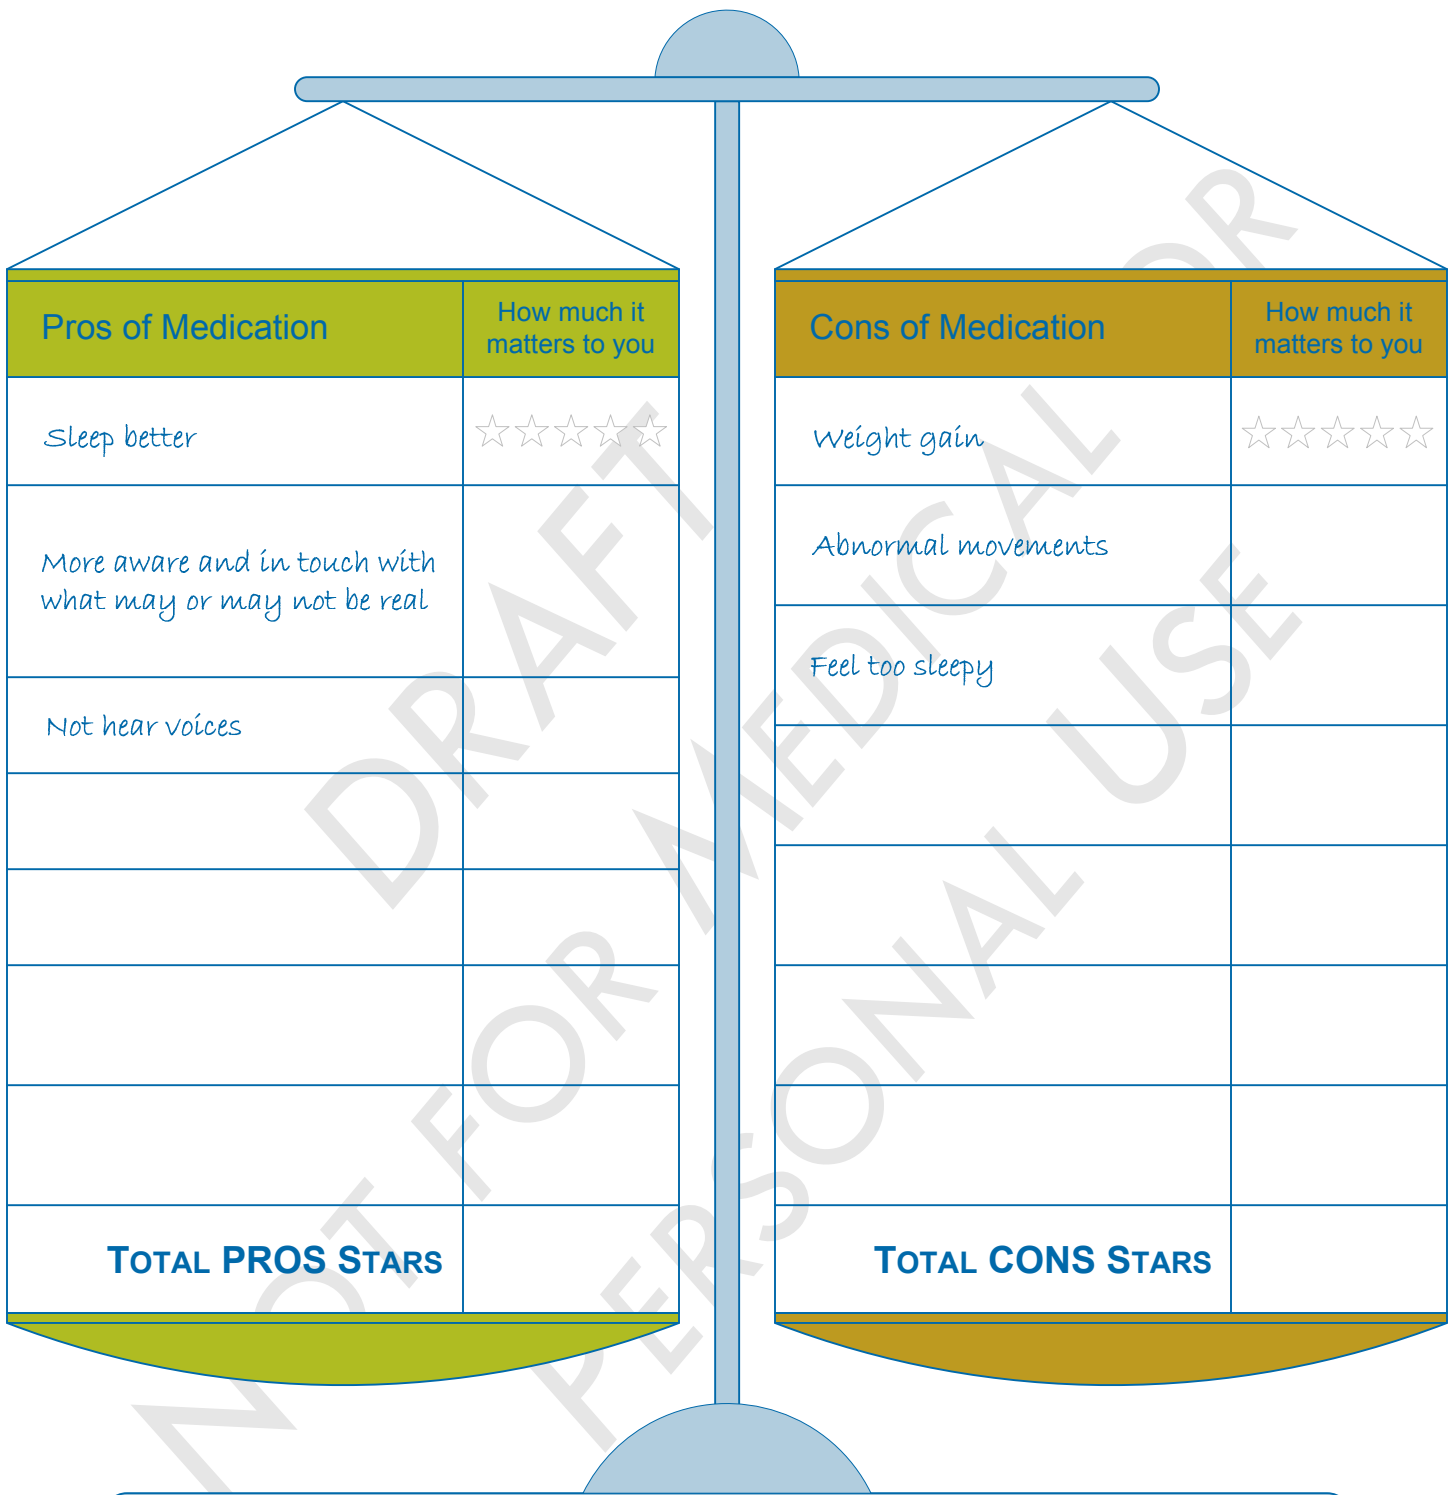 Pros of Medication
How much it
matters to you
Sleep better
More aware and in touch with
what may or may not be real
Not hear voices
TOTAL PROS STARS
Cons of Medication
How much it
matters to you
Weight gain
Abnormal movements
Feel too sleepy
TOTAL CONS STARS
DRAFT
NOT FOR MEDICAL OR
PERSONAL USE